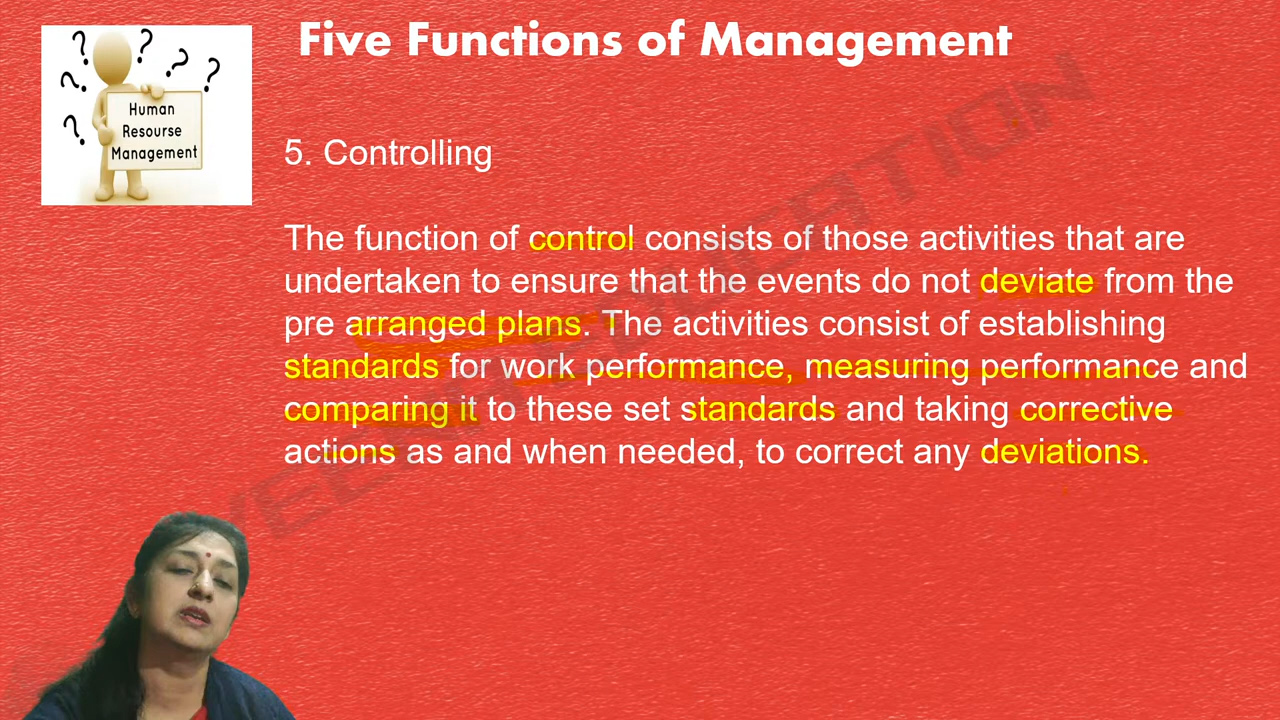 Five Functions of Management
Human
Resourse
Management
5. Controlling
The function of control consists of those activities that are
undertaken to ensure that the events do not deviate from the
pre arranged plans. The activities consist of establishing
standards for work performance, measuring performance and
comparing it to these set standards and taking corrective
actions as and when needed, to correct any deviations.